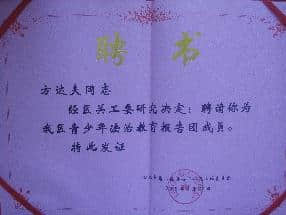 聘书
方达夫同志
经区关工委研究决定:聘请你为
我区青少年法治教育报告团成员。
特此发证